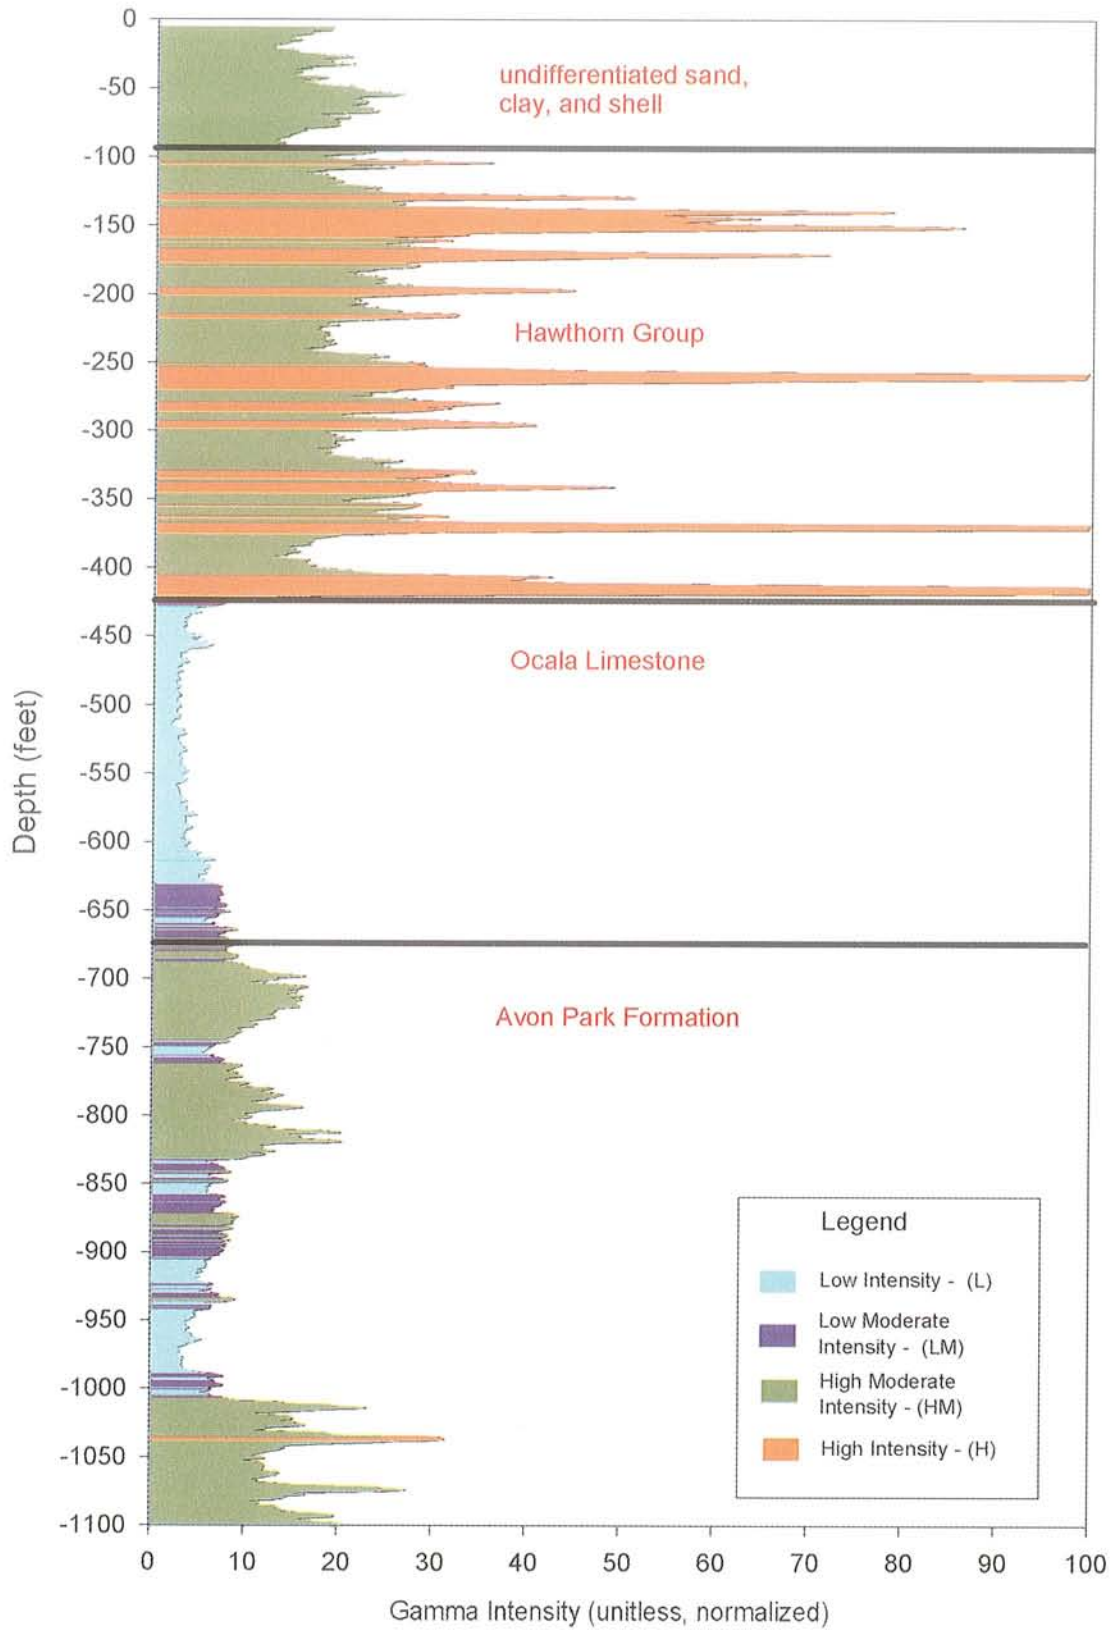 0
-50
-100
-150
-200
-250
-300
-350
-400
-450
-500
-550
-600
-650
-700
-750
-800
-850
-900
-950
-1000
-1050
-1100
Depth (feet)
undifferentiated sand,
clay, and shell
Hawthorn Group
Ocala Limestone
Avon Park Formation
Legend
Low Intensity - (L)
Low Moderate
Intensity - (LM)
High Moderate
Intensity - (HM)
High Intensity - (H)
0 10 20 30 40 50 60 70 80 90 100
Gamma Intensity (unitless, normalized)